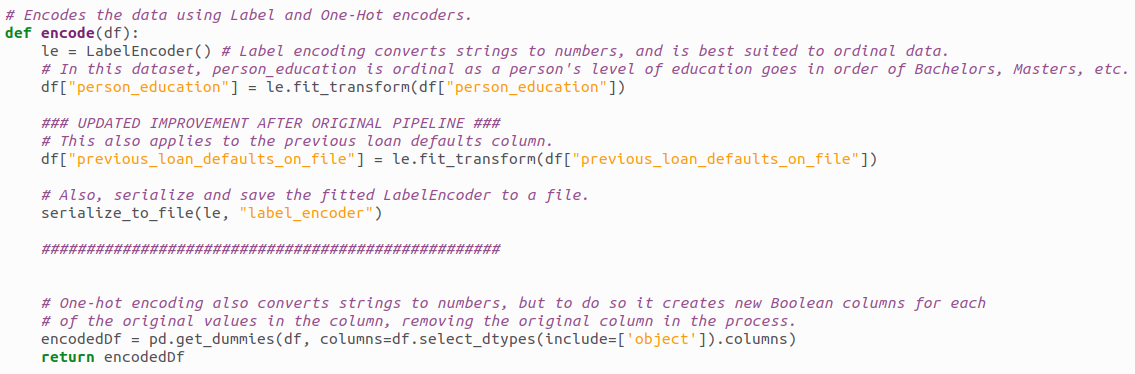 # Encodes the data using Label and One-Hot encoders.
def encode(df):
    le = LabelEncoder() # Label encoding converts strings to numbers, and is best suited to ordinal data.
    # In this dataset, person_education is ordinal as a person's level of education goes in order of Bachelors, Masters, etc.
    df["person_education"] = le.fit_transform(df["person_education"])
    ### UPDATED IMPROVEMENT AFTER ORIGINAL PIPELINE ###
    # This also applies to the previous loan defaults column.
    df["previous_loan_defaults_on_file"] = le.fit_transform(df["previous_loan_defaults_on_file"])
    # Also, serialize and save the fitted LabelEncoder to a file.
    serialize_to_file(le, "label_encoder")
    ###################################################
    # One-hot encoding also converts strings to numbers, but to do so it creates new Boolean columns for each
    # of the original values in the column, removing the original column in the process.
    encodedDf = pd.get_dummies(df, columns=df.select_dtypes(include=['object']).columns)
    return encodedDf